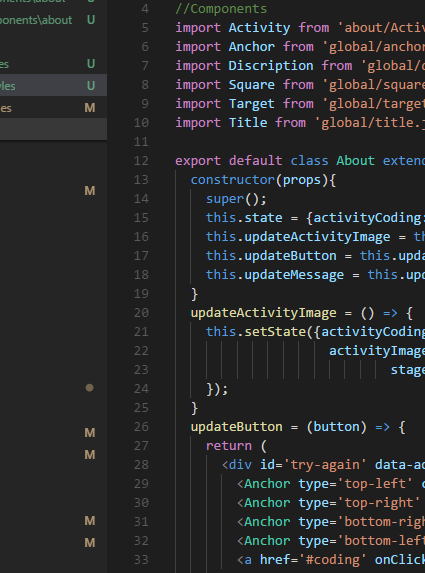 ponents\about
ponents\about U
es U
yles U
es M
M
M
M
M
M
4 //Components
5 import Activity from 'about/Activ
6 import Anchor from 'global/anchor
7 import Discription from 'global/d
8 import Square from 'global/square
9 import Target from 'global/target
10 import Title from 'global/title.j
11
12 export default class About extend
13 constructor(props){
14 super();
15 this.state = {activityCoding:
16 this.updateActivityImage = th
17 this.updateButton = this.upda
18 this.updateMessage = this.upd
19 }
20 updateActivityImage = () => {
21 this.setState({activityCoding
22 activityImage
23 stage
24 });
25 }
26 updateButton = (button) => {
27 return (
28 <div id='try-again' data-ac
29 <Anchor type='top-left' c
30 <Anchor type='top-right'
31 <Anchor type='bottom-righ
32 <Anchor type='bottom-left
33 <a href='#coding' onClick